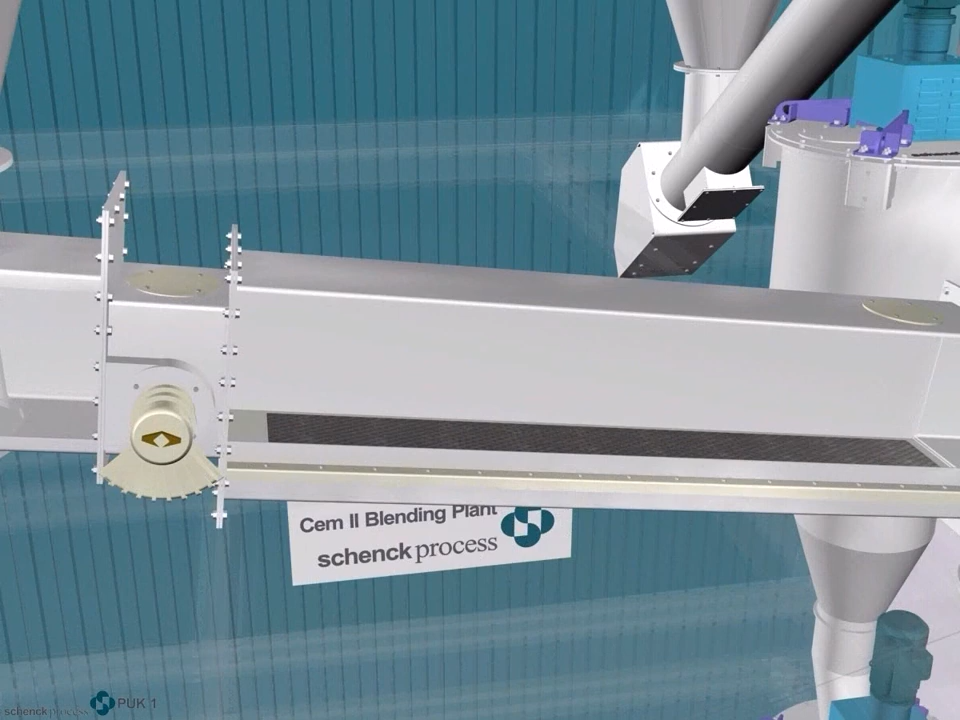 Cem II Blending Plant
schenck process
schenck process PUK 1